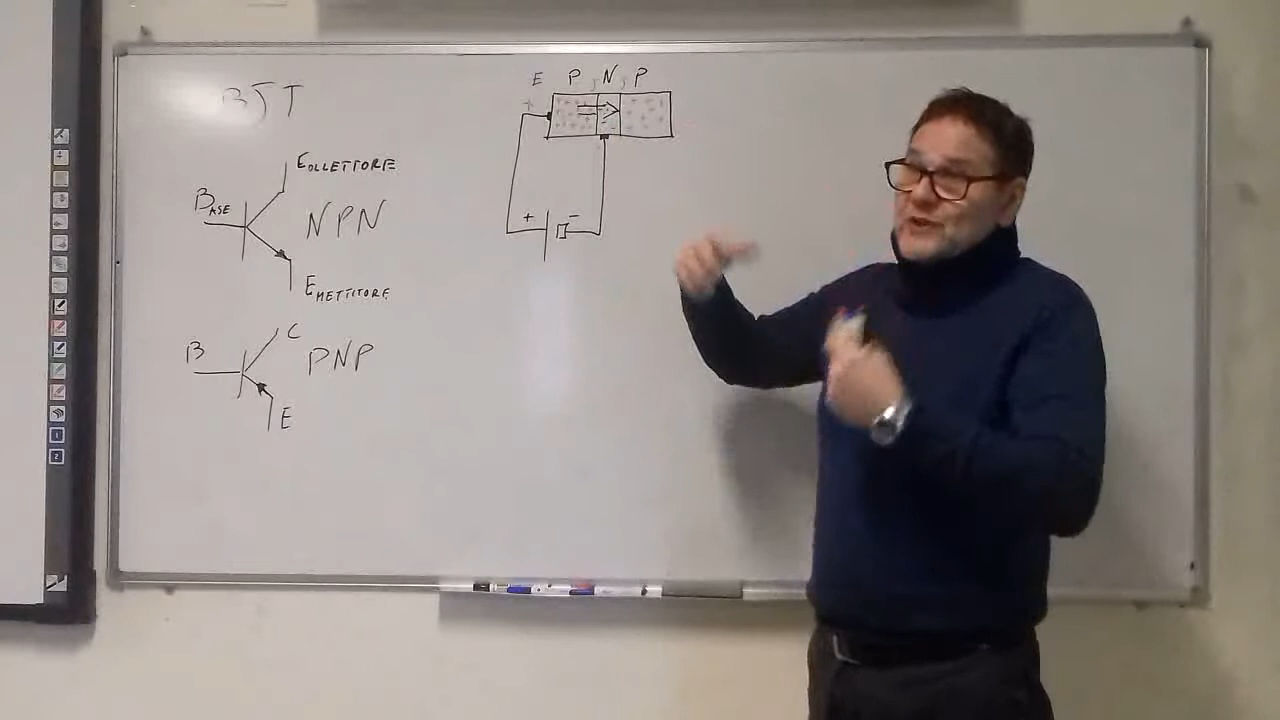 BJT
COLLETTORE
BASE
NPN
EMETTITORE
B
C
PNP
E
E P N P
+
+ -